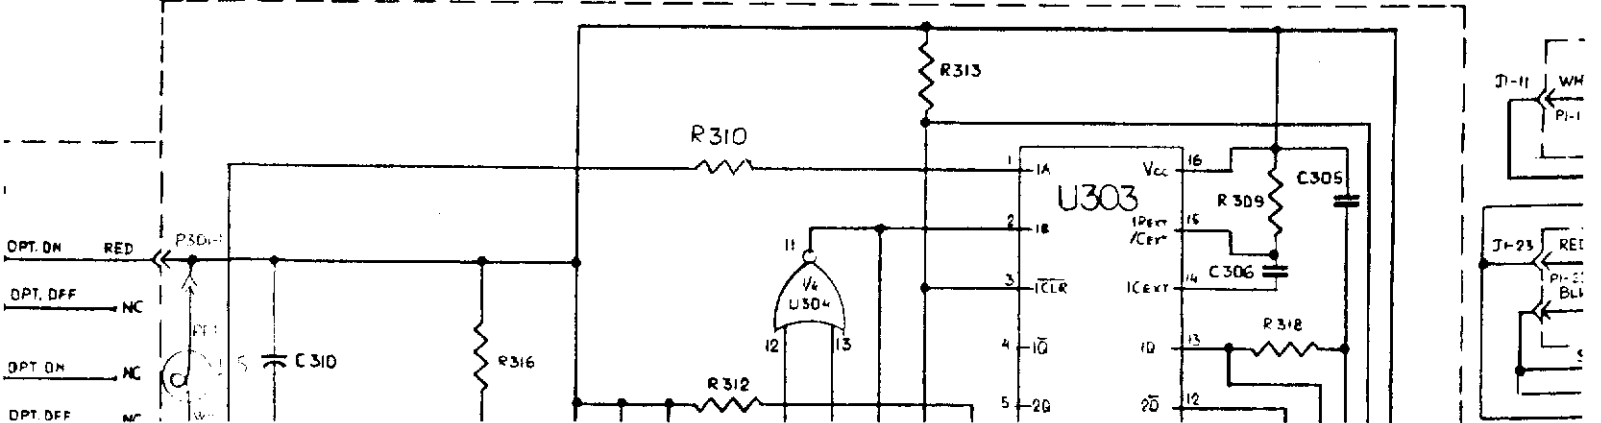 R313
J1-11
WH
P1-1
R310
1
1A
Vcc
16
C305
U303
R309
2
1B
1REXT
/CEXT
15
OPT. ON
RED
P301-1
11
J1-23
RED
1/4
U304
3
1CLR
1CEXT
14
C306
OPT. OFF
NC
R318
12
13
4
1Q
1Q
13
C310
R316
OPT ON
NC
R312
5
2Q
2Q
12
OPT. OFF
NC